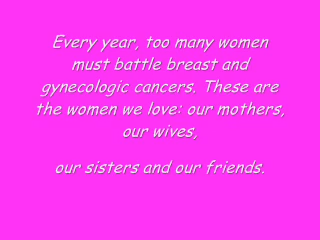 Every year, too many women
must battle breast and
gynecologic cancers. These are
the women we love: our mothers,
our wives,
our sisters and our friends.